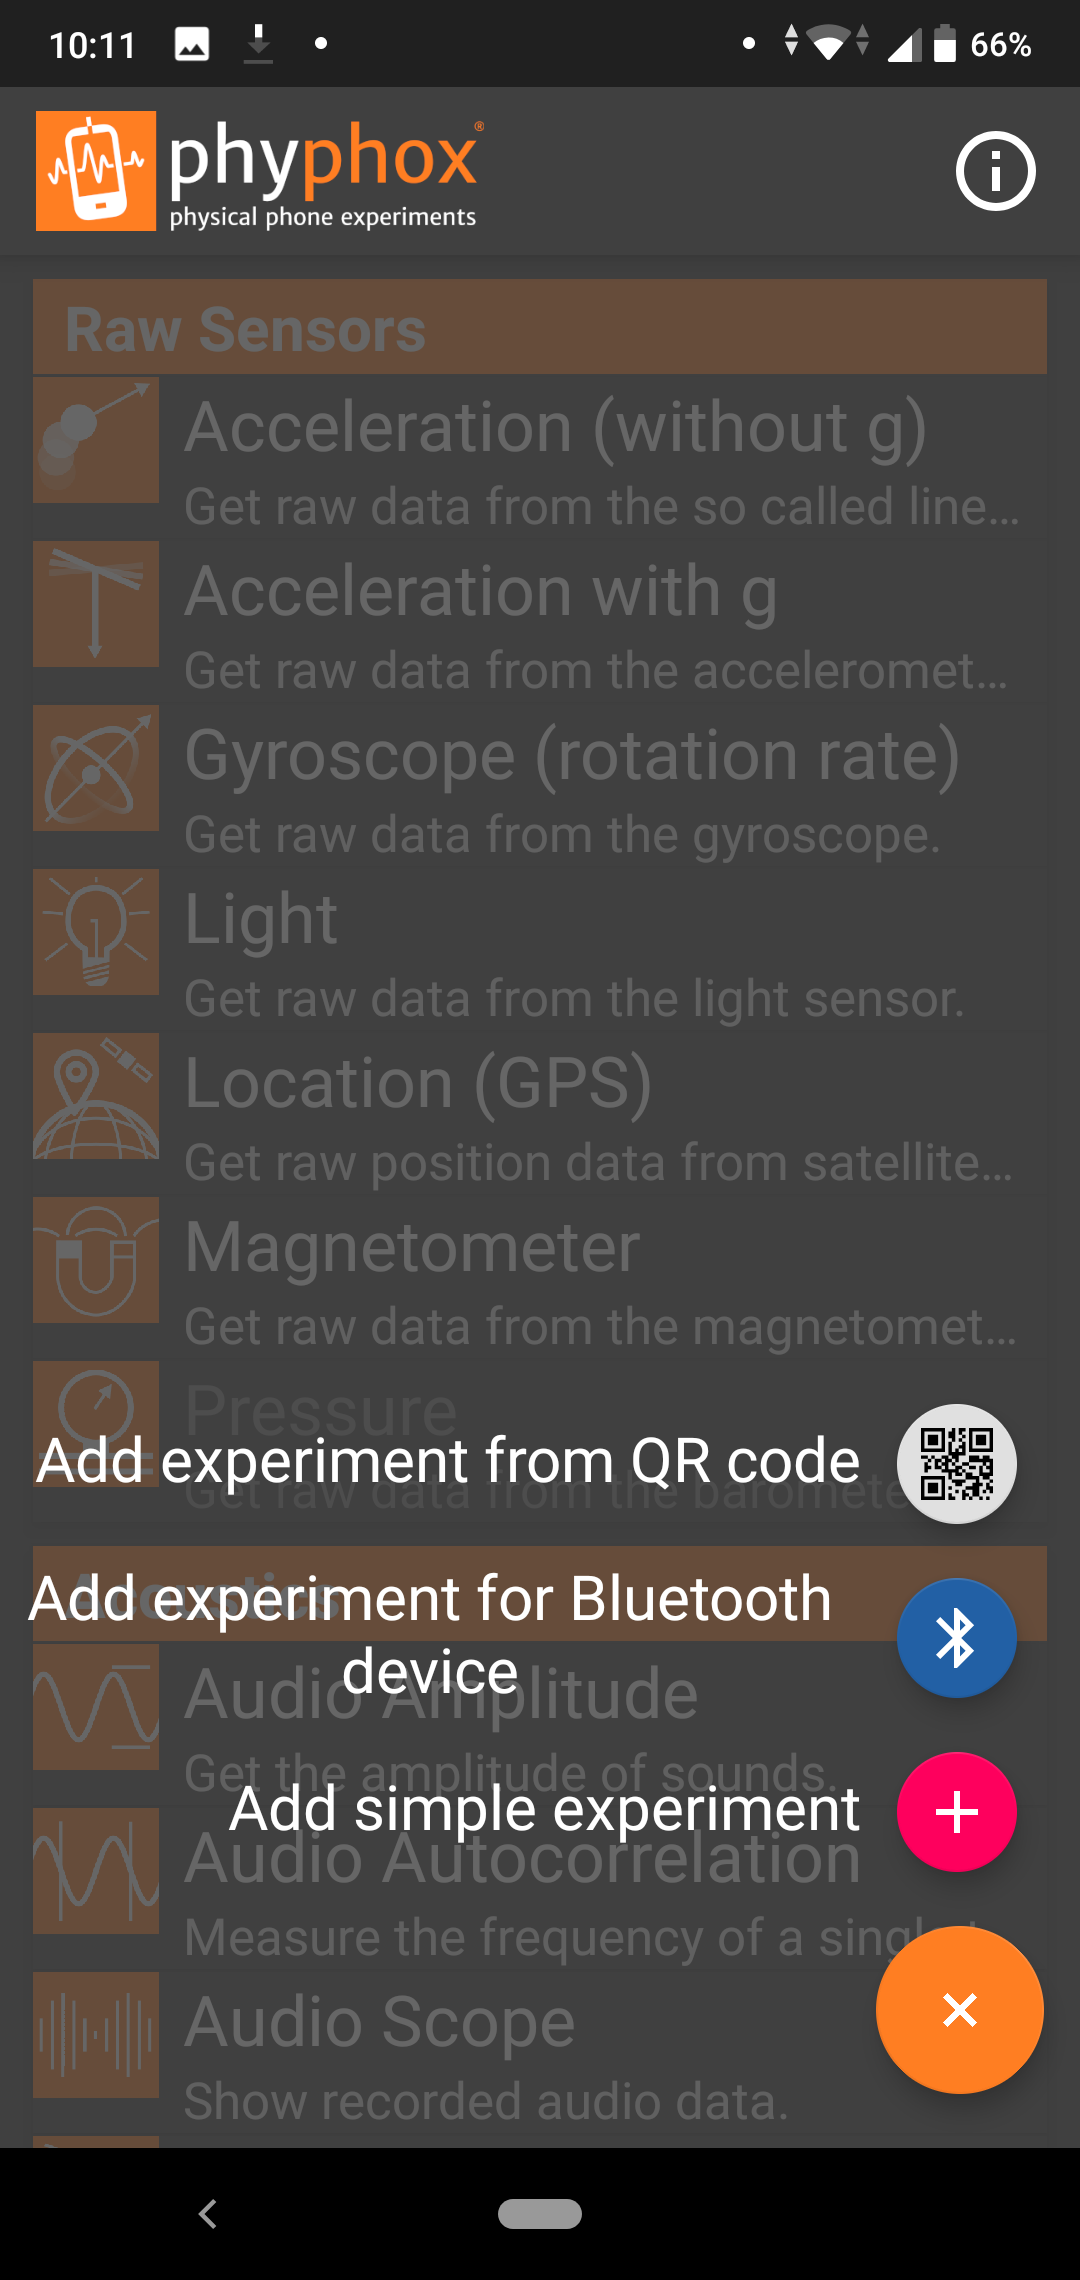 10:11
66%
phyphox®
physical phone experiments
Raw Sensors
Acceleration (without g)
Get raw data from the so called line...
Acceleration with g
Get raw data from the acceleromet...
Gyroscope (rotation rate)
Get raw data from the gyroscope.
Light
Get raw data from the light sensor.
Location (GPS)
Get raw position data from satellite...
Magnetometer
Get raw data from the magnetomet...
Pressure
Add experiment from QR code
Get raw data from the baromete
Acoustics
Add experiment for Bluetooth
device
Audio Amplitude
Get the amplitude of sounds.
Add simple experiment
Audio Autocorrelation
Measure the frequency of a single
Audio Scope
Show recorded audio data.